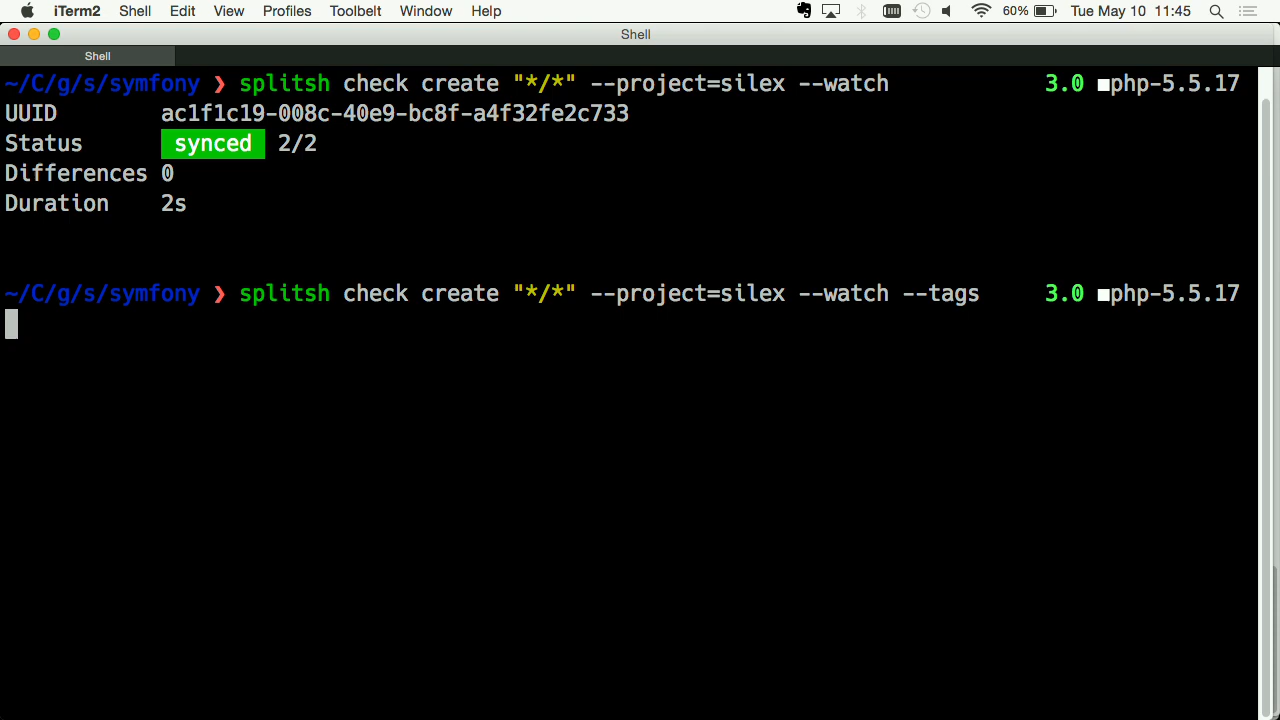 iTerm2 Shell Edit View Profiles Toolbelt Window Help 60% Tue May 10 11:45
Shell
Shell
~/C/g/s/symfony ❯ splitsh check create "*/*" --project=silex --watch 3.0 ■php-5.5.17
UUID ac1f1c19-008c-40e9-bc8f-a4f32fe2c733
Status synced 2/2
Differences 0
Duration 2s
~/C/g/s/symfony ❯ splitsh check create "*/*" --project=silex --watch --tags 3.0 ■php-5.5.17